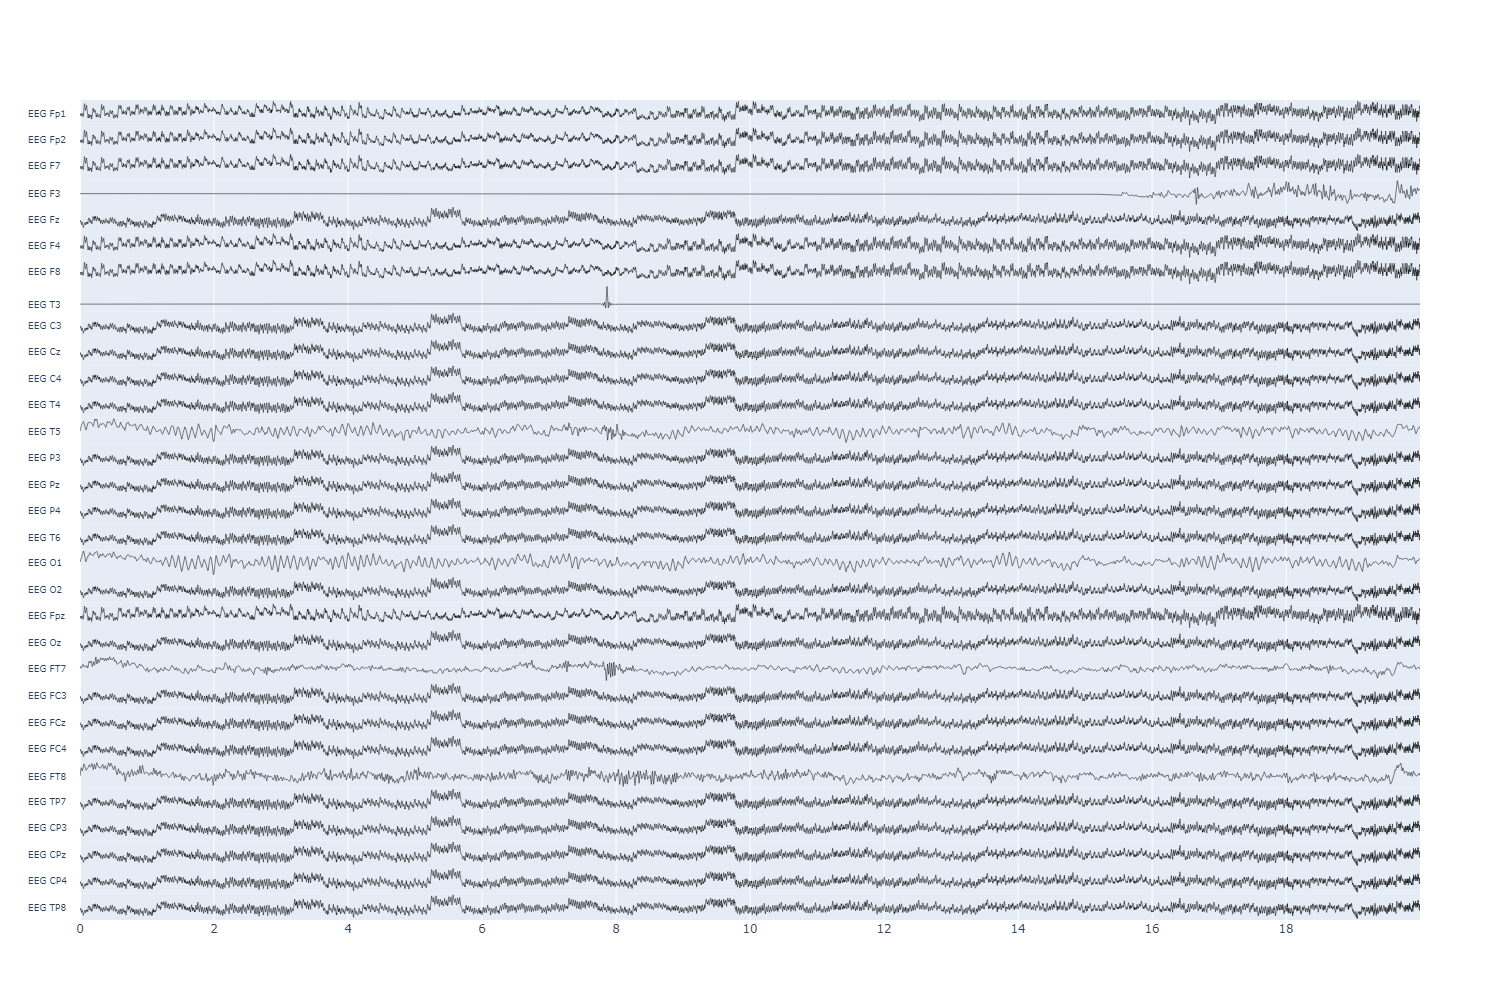 EEG Fp1
EEG Fp2
EEG F7
EEG F3
EEG Fz
EEG F4
EEG F8
EEG T3
EEG C3
EEG Cz
EEG C4
EEG T4
EEG T5
EEG P3
EEG Pz
EEG P4
EEG T6
EEG O1
EEG O2
EEG Fpz
EEG Oz
EEG FT7
EEG FC3
EEG FCz
EEG FC4
EEG FT8
EEG TP7
EEG CP3
EEG CPz
EEG CP4
EEG TP8
0 2 4 6 8 10 12 14 16 18